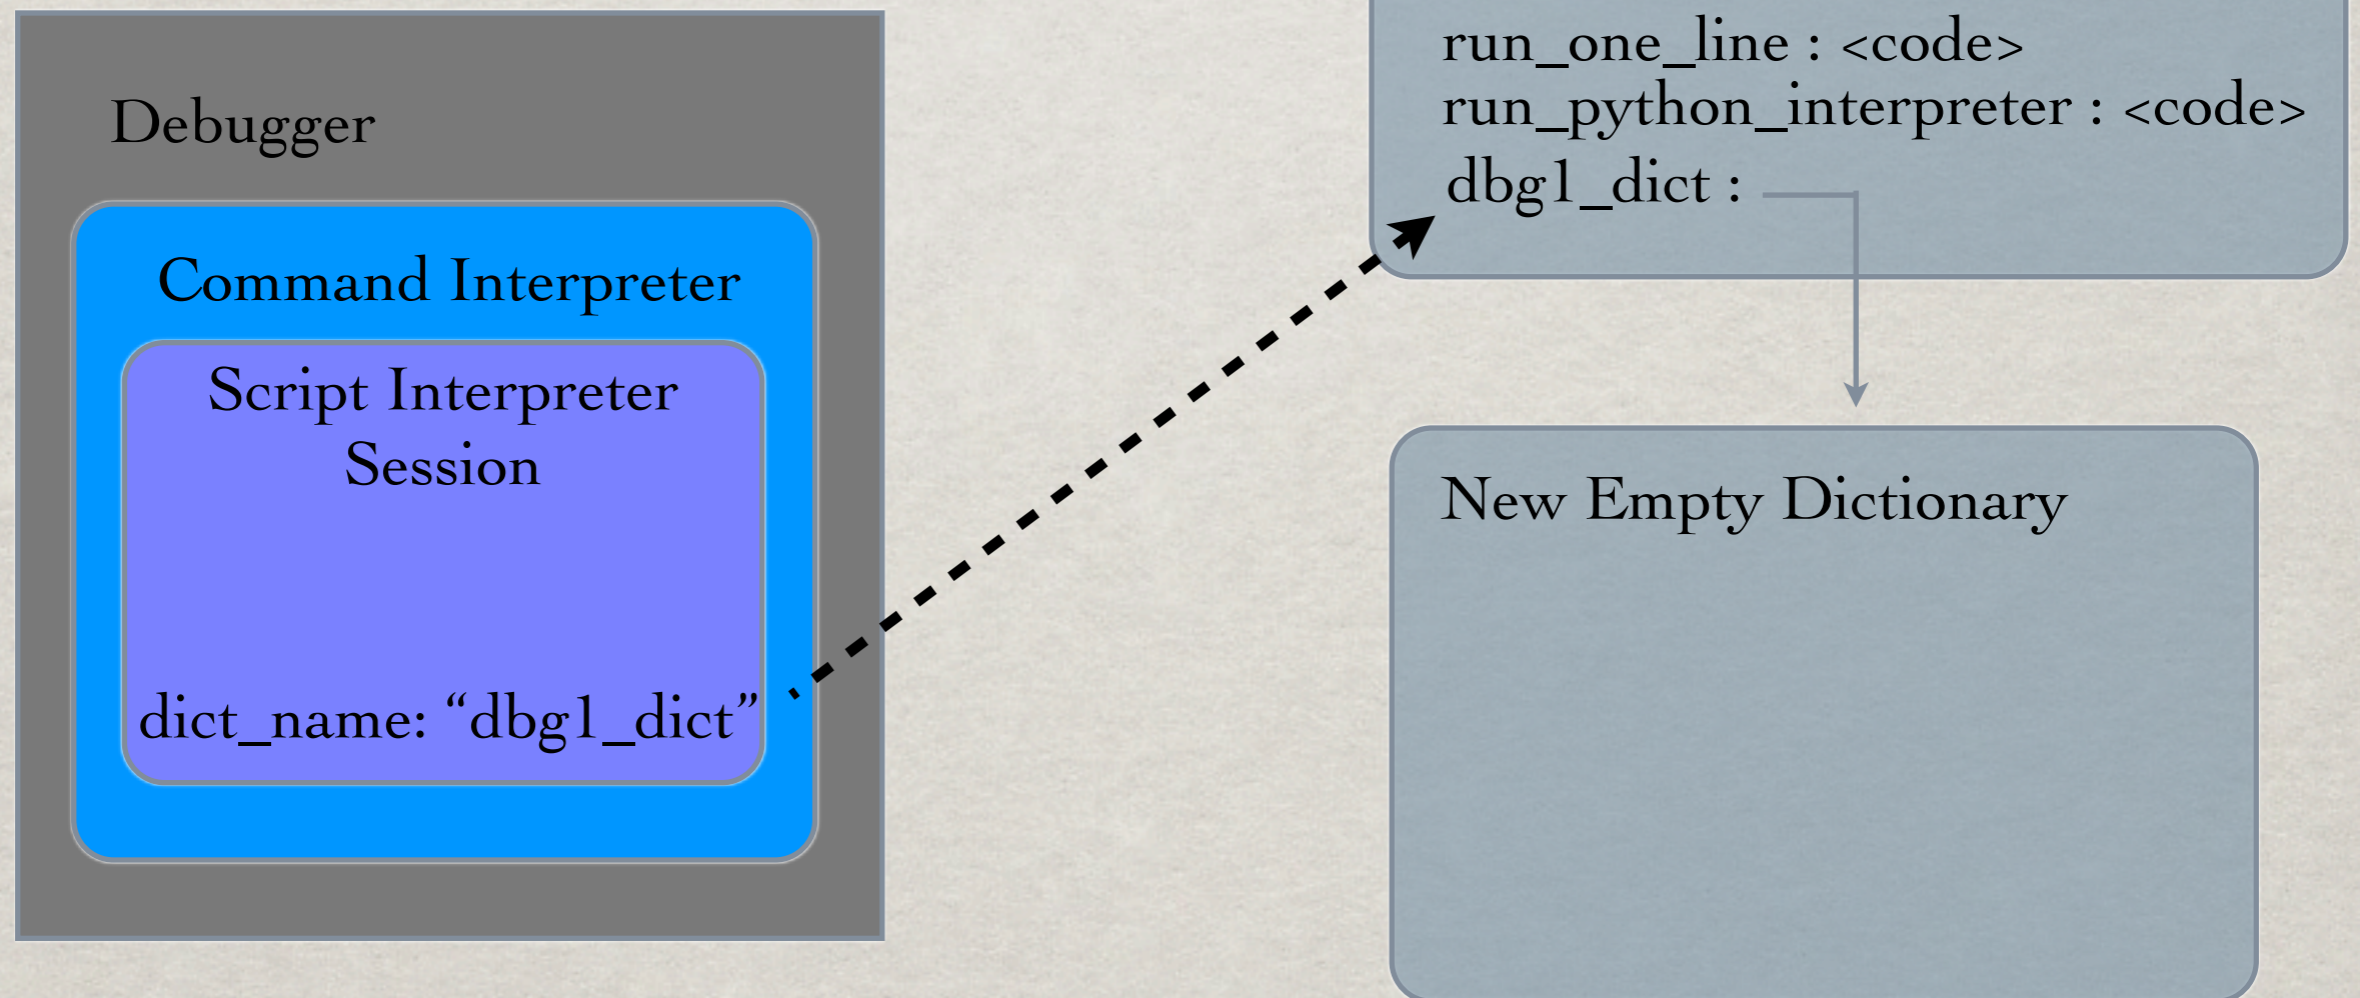 Debugger
Command Interpreter
Script Interpreter
Session
dict_name: “dbg1_dict”
run_one_line : <code>
run_python_interpreter : <code>
dbg1_dict :
New Empty Dictionary